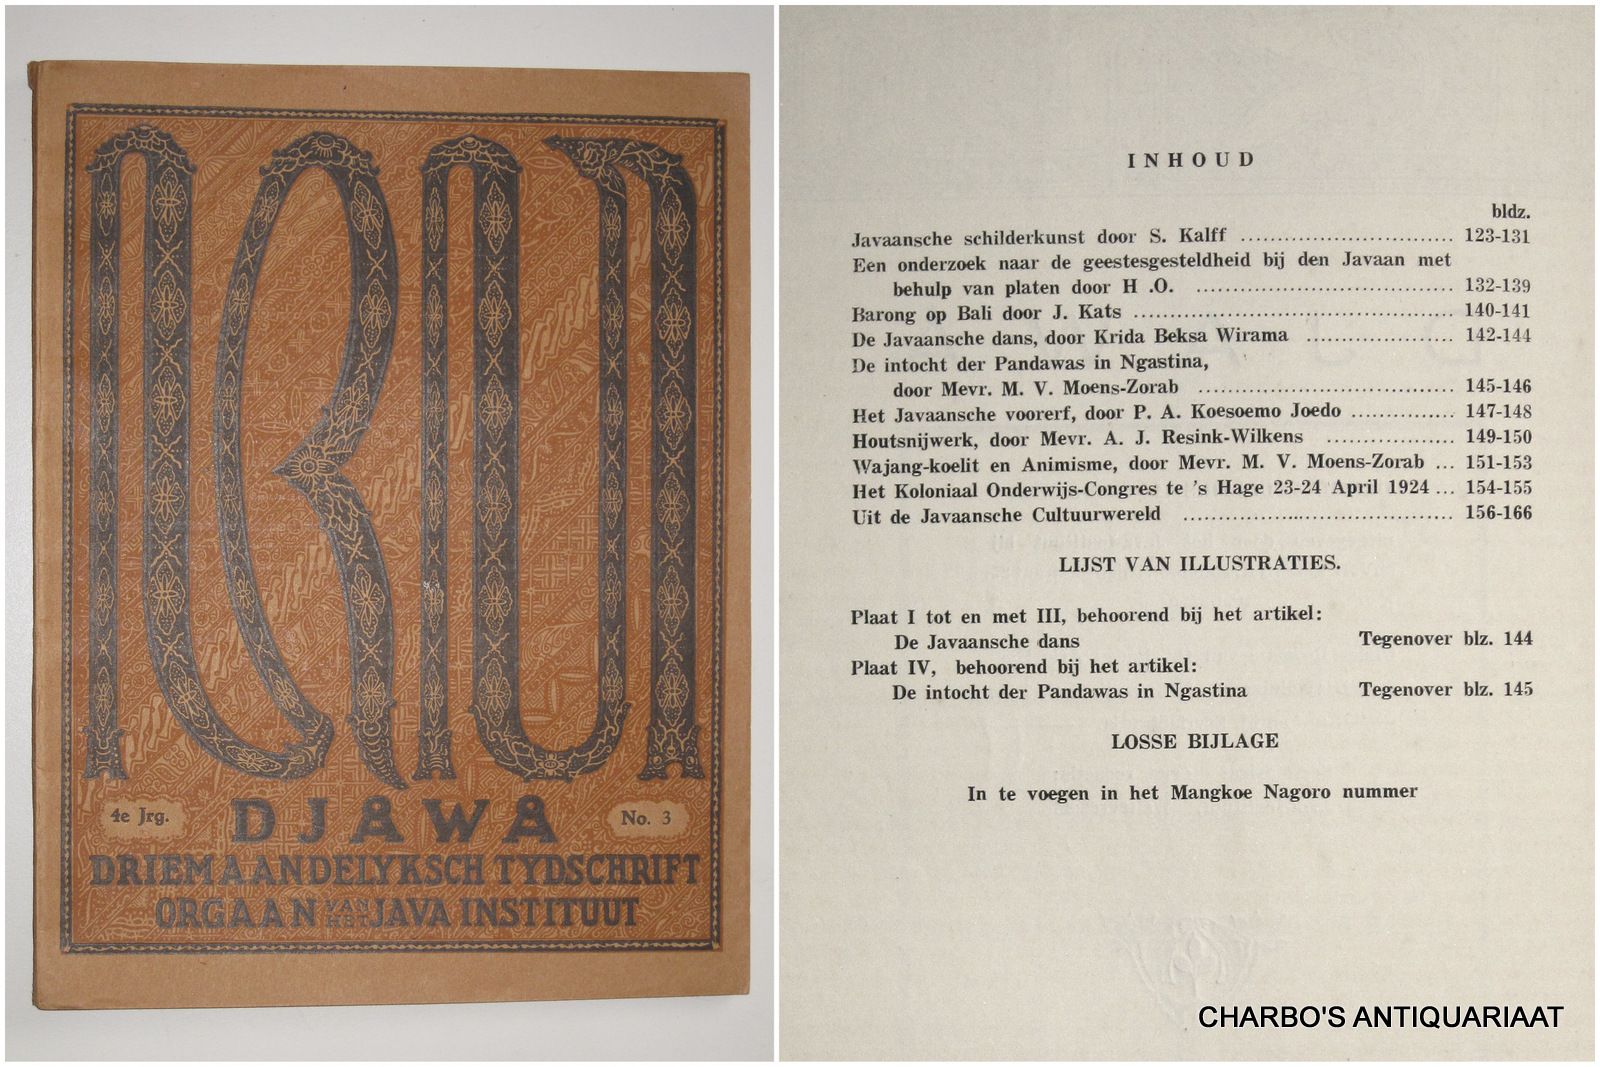 ꦗꦮ
4e Jrg.
DJAWA
No. 3
DRIEMAANDELYKSCH TYDSCHRIFT
ORGAAN VAN HET JAVA INSTITUUT
INHOUD
bldz.
Javaansche schilderkunst door S. Kalff ............................ 123-131
Een onderzoek naar de geestesgesteldheid bij den Javaan met
behulp van platen door H .O. .................................. 132-139
Barong op Bali door J. Kats .......................................... 140-141
De Javaansche dans, door Krida Beksa Wirama .................... 142-144
De intocht der Pandawas in Ngastina,
door Mevr. M. V. Moens-Zorab .................................. 145-146
Het Javaansche voorerf, door P. A. Koesoemo Joedo .............. 147-148
Houtsnijwerk, door Mevr. A. J. Resink-Wilkens ................. 149-150
Wajang-koelit en Animisme, door Mevr. M. V. Moens-Zorab ... 151-153
Het Koloniaal Onderwijs-Congres te 's Hage 23-24 April 1924 ... 154-155
Uit de Javaansche Cultuurwereld .................................... 156-166
LIJST VAN ILLUSTRATIES.
Plaat I tot en met III, behoorend bij het artikel:
De Javaansche dans Tegenover blz. 144
Plaat IV, behoorend bij het artikel:
De intocht der Pandawas in Ngastina Tegenover blz. 145
LOSSE BIJLAGE
In te voegen in het Mangkoe Nagoro nummer
CHARBO'S ANTIQUARIAAT